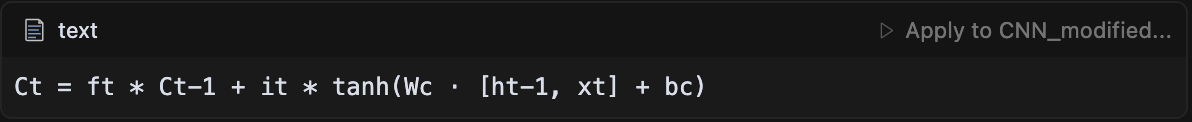 text
Apply to CNN_modified...
Ct = ft * Ct-1 + it * tanh(Wc · [ht-1, xt] + bc)